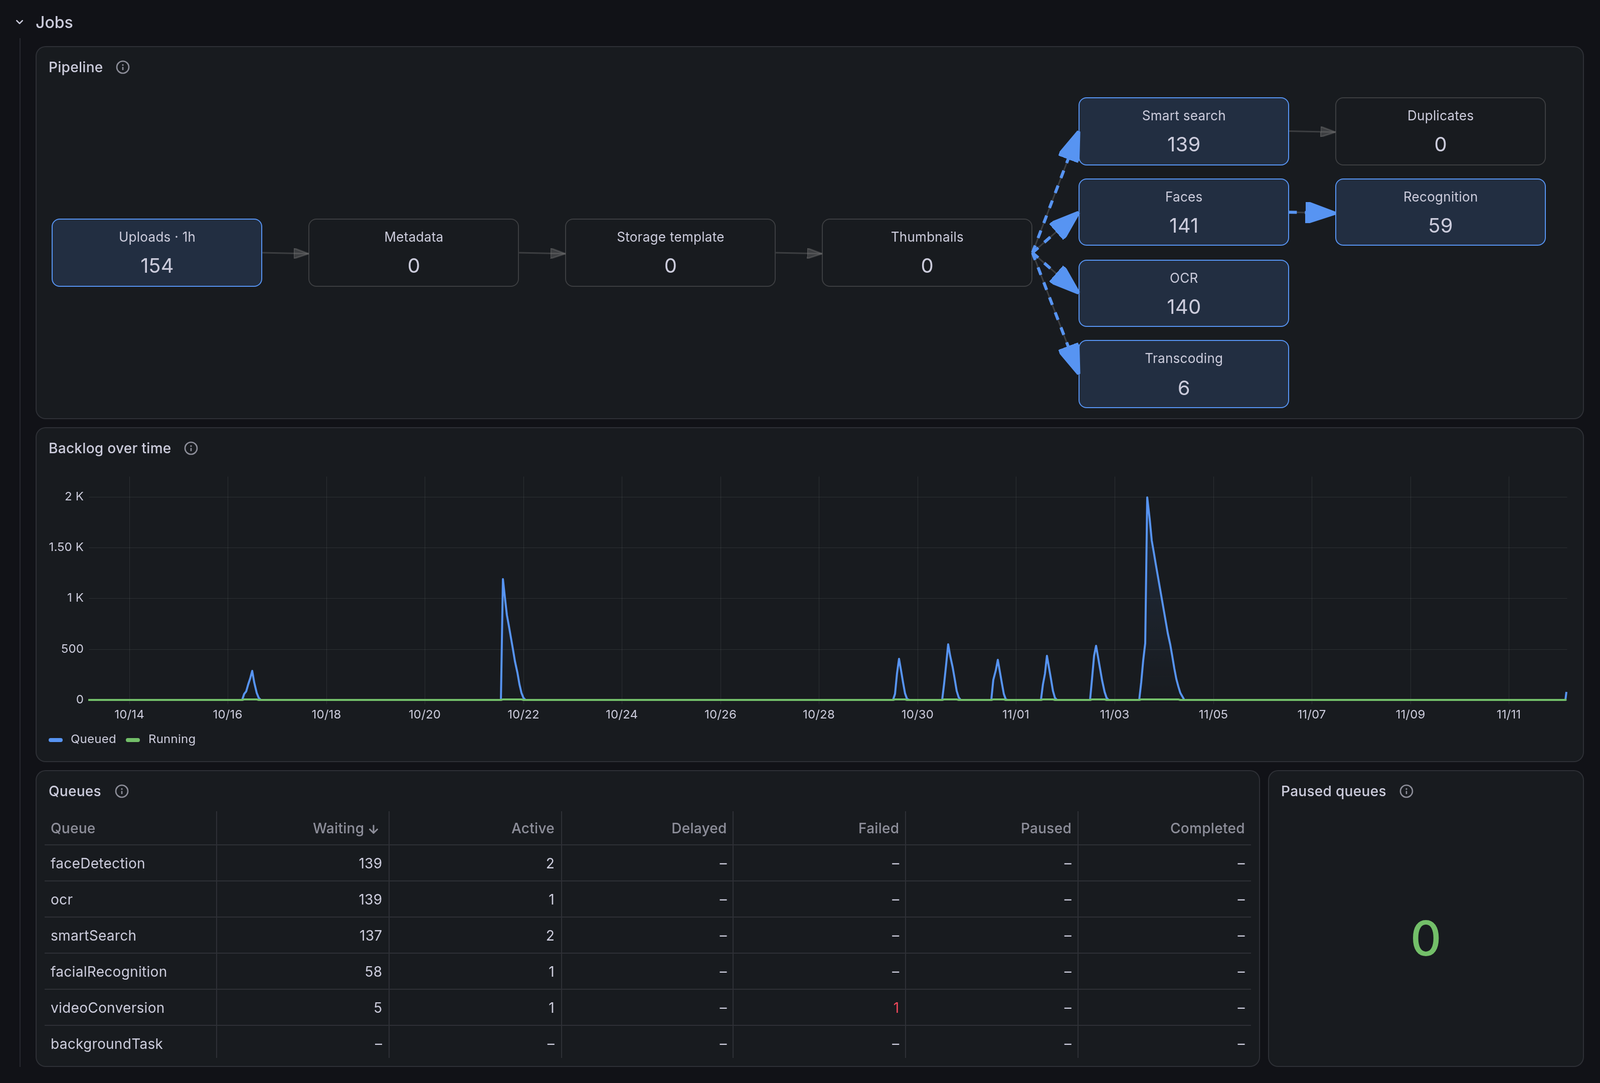 Jobs
Pipeline
Smart search
139
Duplicates
0
Faces
141
Recognition
59
Uploads · 1h
154
Metadata
0
Storage template
0
Thumbnails
0
OCR
140
Transcoding
6
Backlog over time
2 K
1.50 K
1 K
500
0
10/14 10/16 10/18 10/20 10/22 10/24 10/26 10/28 10/30 11/01 11/03 11/05 11/07 11/09 11/11
Queued Running
Queues
Queue Waiting ↓ Active Delayed Failed Paused Completed
faceDetection 139 2 – – – –
ocr 139 1 – – – –
smartSearch 137 2 – – – –
facialRecognition 58 1 – – – –
videoConversion 5 1 – 1 – –
backgroundTask – – – – – –
Paused queues
0